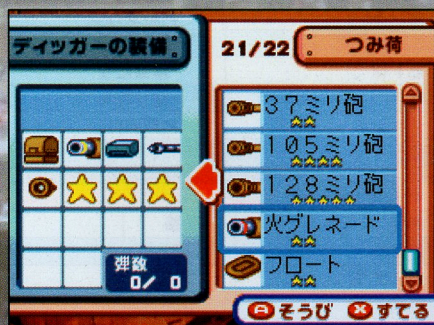 ディッガーの装備
21/22 つみ荷
37ミリ砲
105ミリ砲
128ミリ砲
火グレネード
フロート
弾数
0/ 0
Aそうび Xすてる